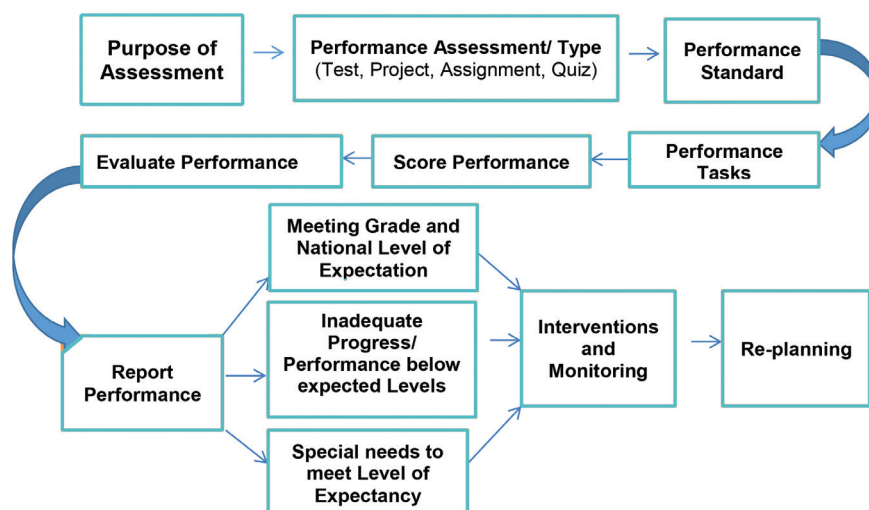 Purpose of
Assessment
Performance Assessment/ Type
(Test, Project, Assignment, Quiz)
Performance
Standard
Evaluate Performance
Score Performance
Performance
Tasks
Meeting Grade and
National Level of
Expectation
Inadequate
Progress/
Performance below
expected Levels
Special needs to
meet Level of
Expectancy
Report
Performance
Interventions
and
Monitoring
Re-planning